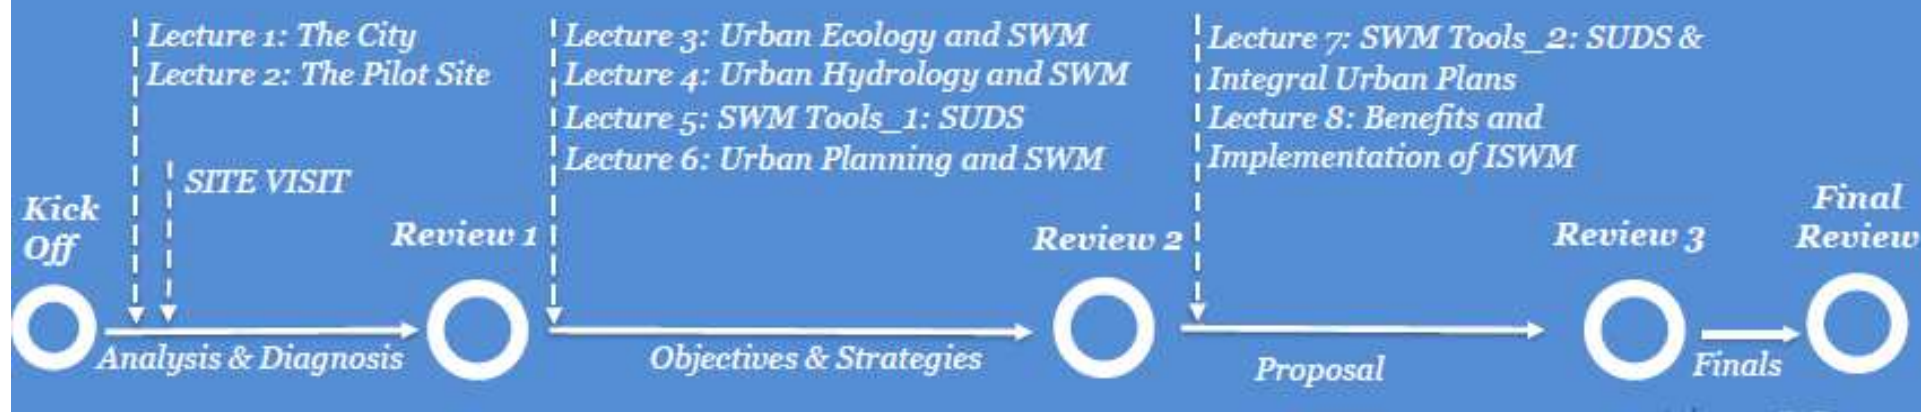 Lecture 1: The City
Lecture 2: The Pilot Site
SITE VISIT
Kick
Off
Analysis & Diagnosis
Review 1
Lecture 3: Urban Ecology and SWM
Lecture 4: Urban Hydrology and SWM
Lecture 5: SWM Tools_1: SUDS
Lecture 6: Urban Planning and SWM
Objectives & Strategies
Review 2
Lecture 7: SWM Tools_2: SUDS &
Integral Urban Plans
Lecture 8: Benefits and
Implementation of ISWM
Proposal
Review 3
Finals
Final
Review